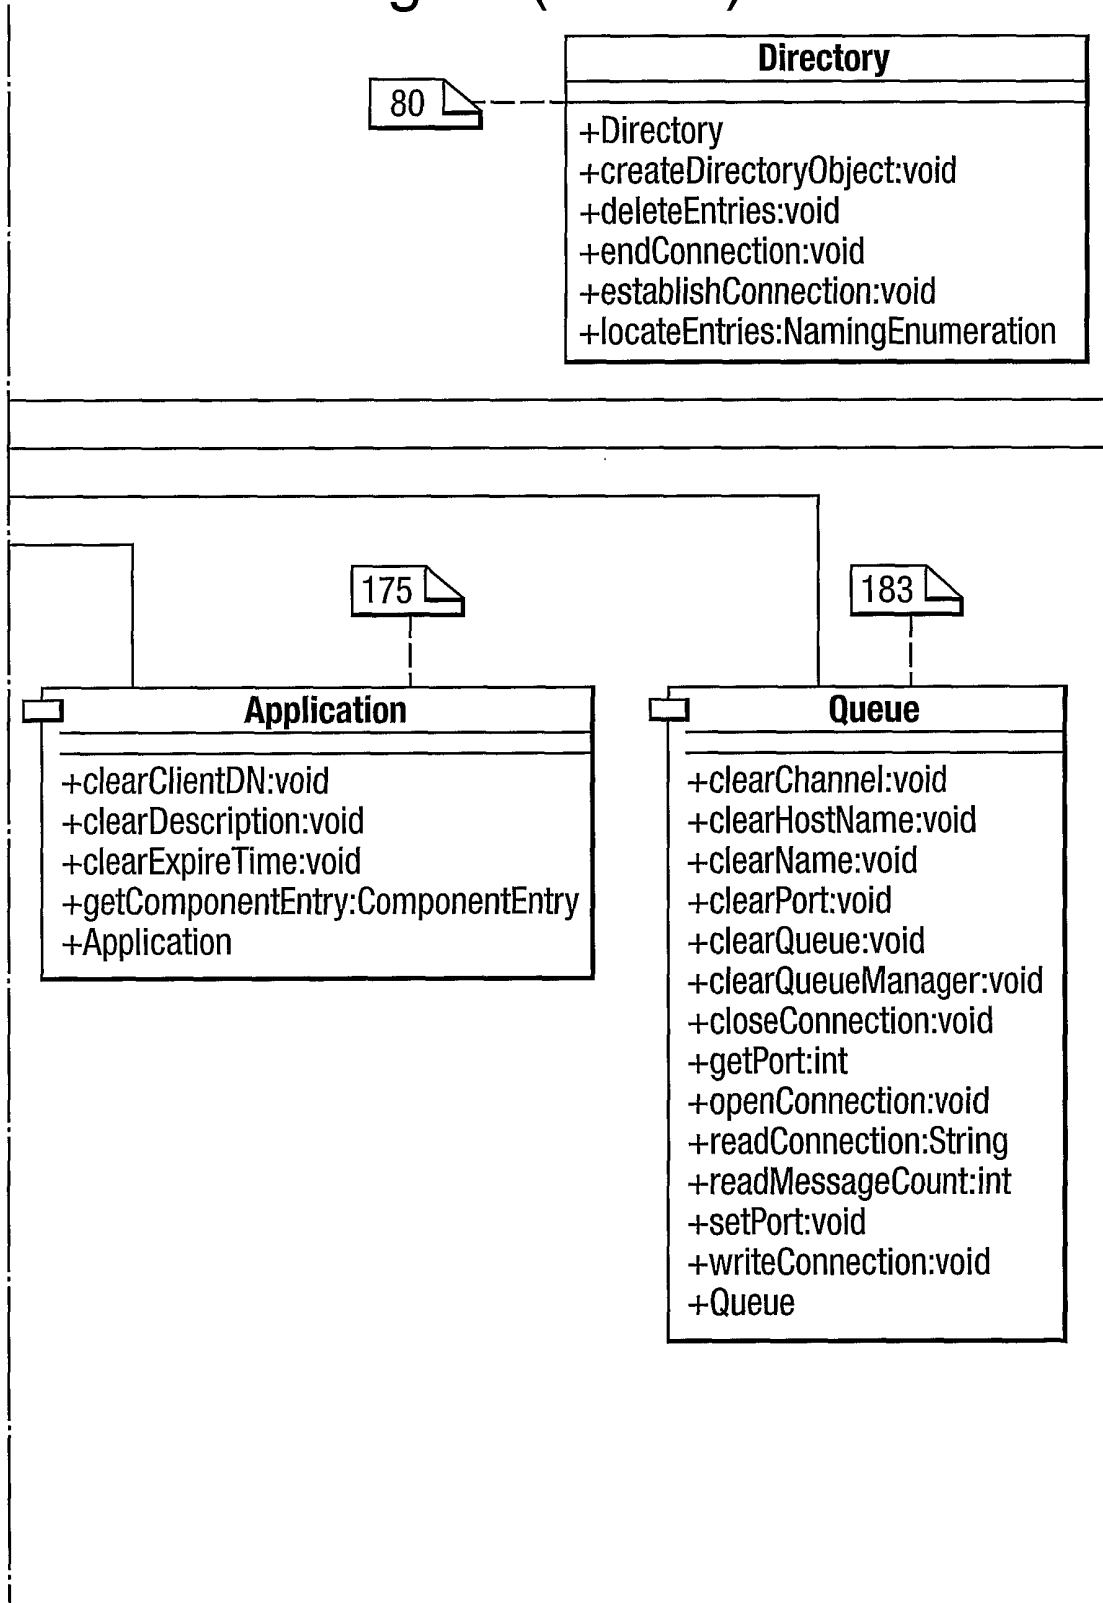 Directory
80
+Directory
+createDirectoryObject:void
+deleteEntries:void
+endConnection:void
+establishConnection:void
+locateEntries:NamingEnumeration
175
183
Application
+clearClientDN:void
+clearDescription:void
+clearExpireTime:void
+getComponentEntry:ComponentEntry
+Application
Queue
+clearChannel:void
+clearHostName:void
+clearName:void
+clearPort:void
+clearQueue:void
+clearQueueManager:void
+closeConnection:void
+getPort:int
+openConnection:void
+readConnection:String
+readMessageCount:int
+setPort:void
+writeConnection:void
+Queue